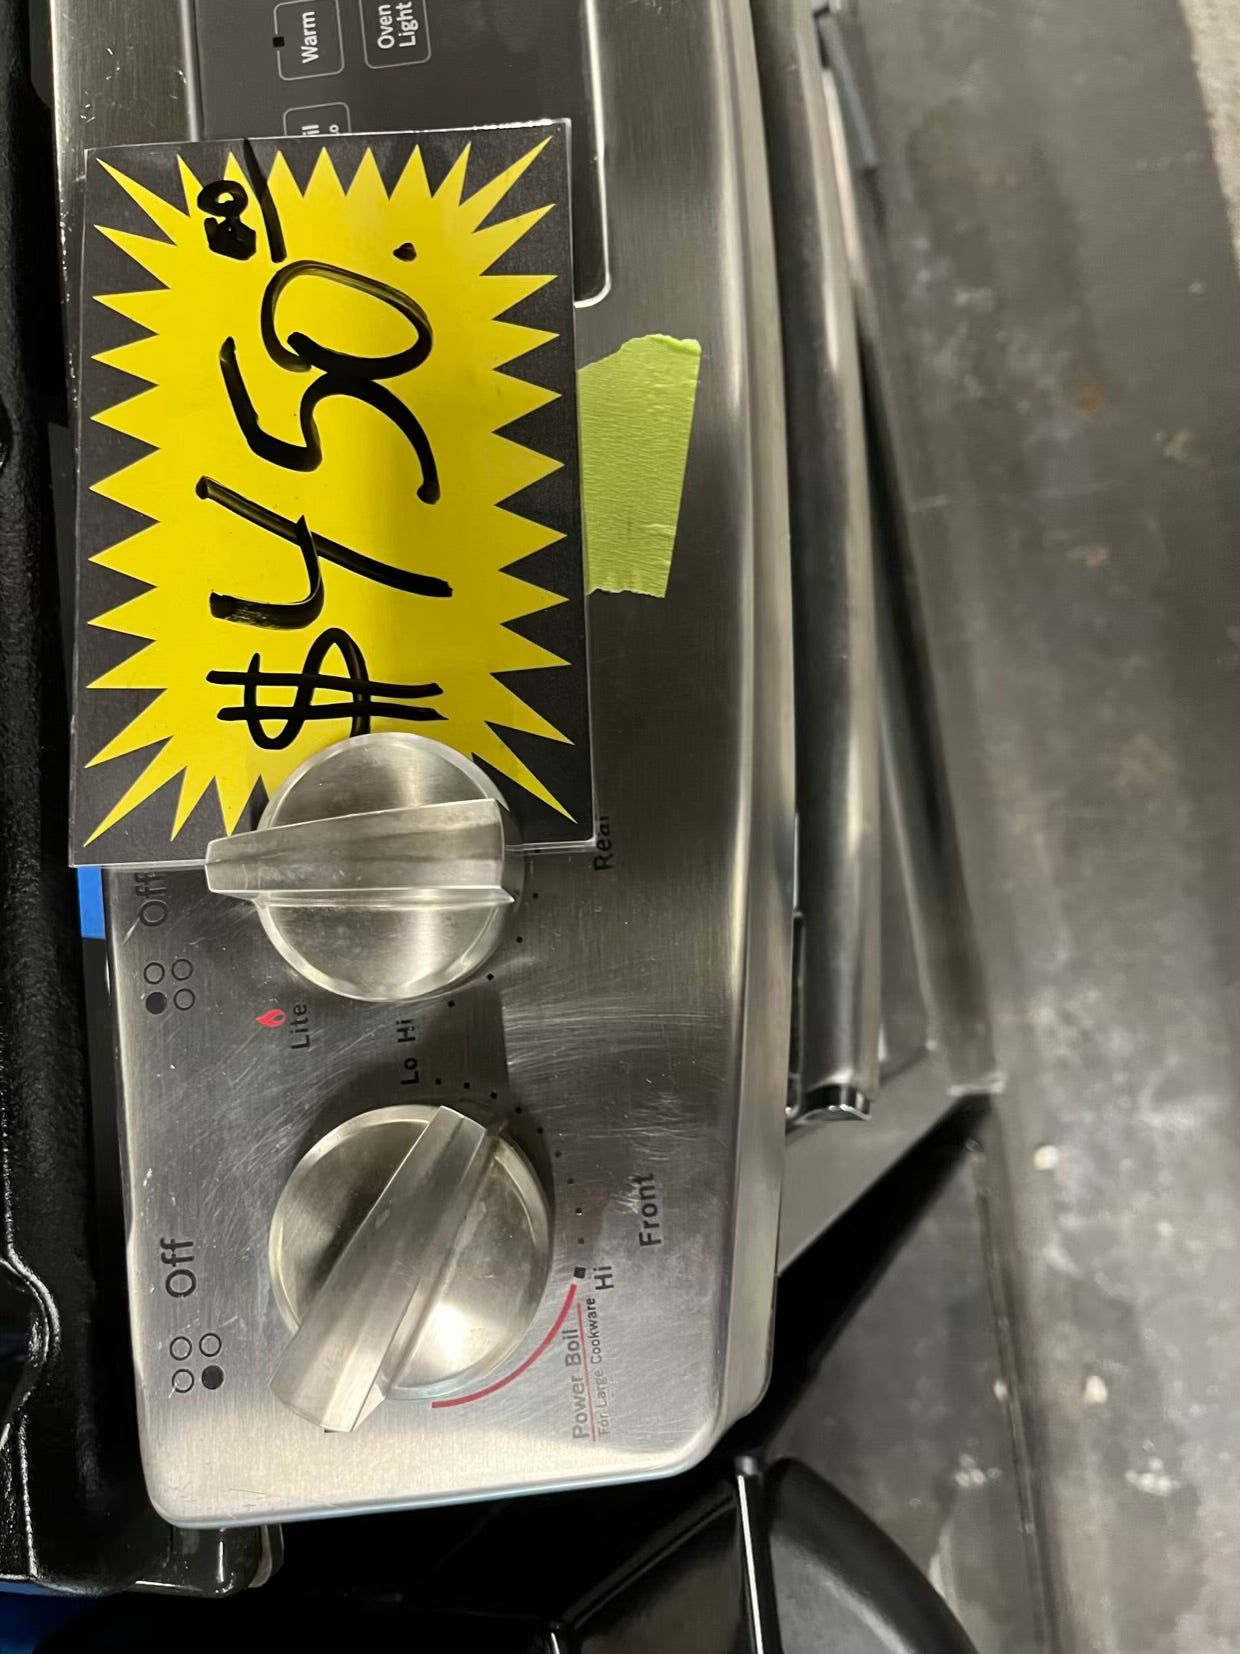 Warm
Oven
Light
$450.00
Off
Rear
Lite
Hi
Lo
Off
Front
Hi
Power Boil
For Large Cookware